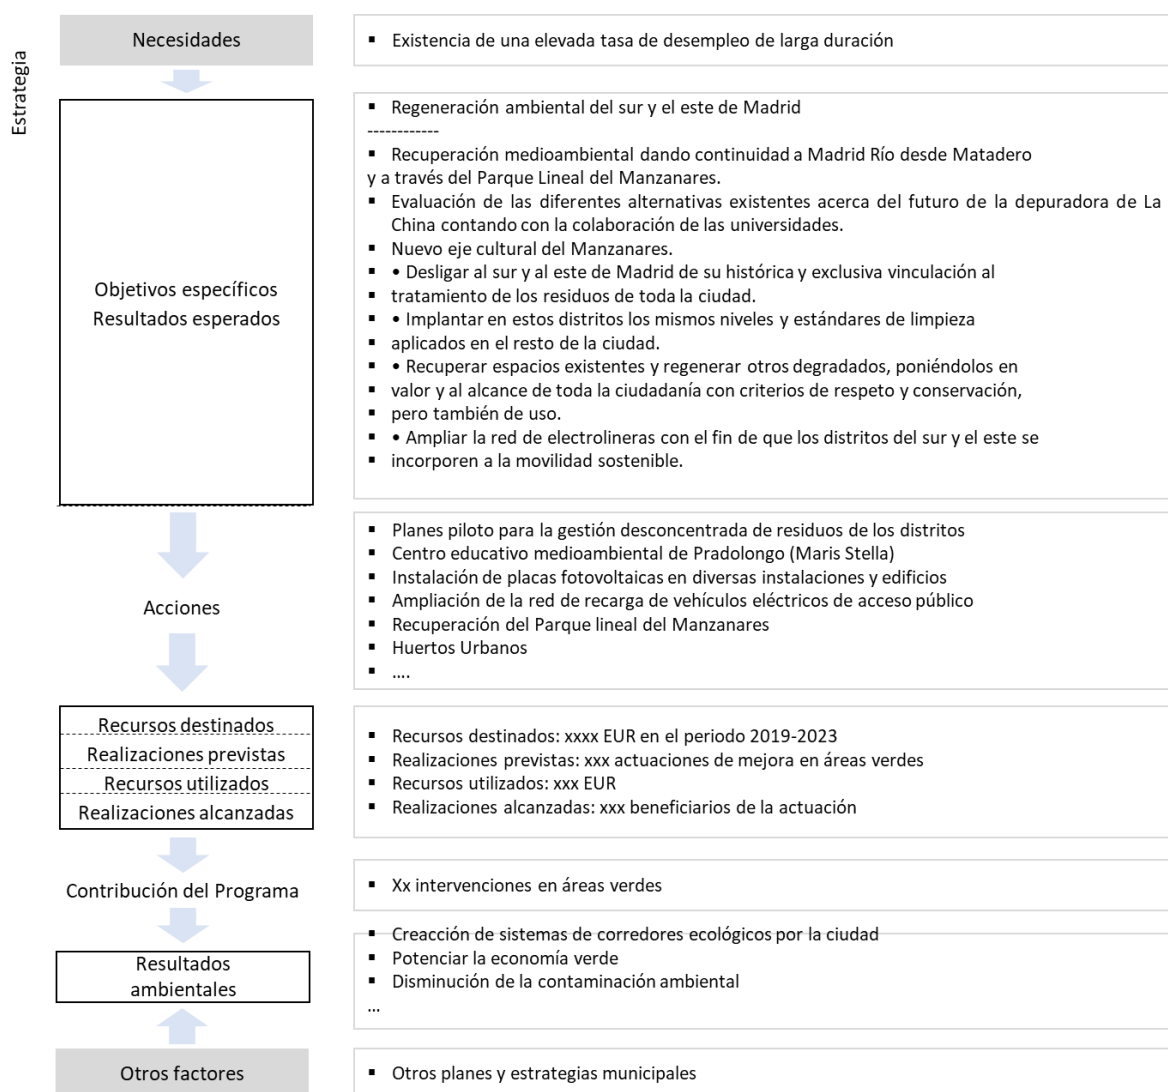 Estrategia
Necesidades
▪ Existencia de una elevada tasa de desempleo de larga duración
Objetivos específicos
Resultados esperados
▪ Regeneración ambiental del sur y el este de Madrid
------------
▪ Recuperación medioambiental dando continuidad a Madrid Río desde Matadero
y a través del Parque Lineal del Manzanares.
▪ Evaluación de las diferentes alternativas existentes acerca del futuro de la depuradora de La
China contando con la colaboración de las universidades.
▪ Nuevo eje cultural del Manzanares.
▪ • Desligar al sur y al este de Madrid de su histórica y exclusiva vinculación al
▪ tratamiento de los residuos de toda la ciudad.
▪ • Implantar en estos distritos los mismos niveles y estándares de limpieza
▪ aplicados en el resto de la ciudad.
▪ • Recuperar espacios existentes y regenerar otros degradados, poniéndolos en
▪ valor y al alcance de toda la ciudadanía con criterios de respeto y conservación,
▪ pero también de uso.
▪ • Ampliar la red de electrolineras con el fin de que los distritos del sur y el este se
▪ incorporen a la movilidad sostenible.
Acciones
▪ Planes piloto para la gestión desconcentrada de residuos de los distritos
▪ Centro educativo medioambiental de Pradolongo (Maris Stella)
▪ Instalación de placas fotovoltaicas en diversas instalaciones y edificios
▪ Ampliación de la red de recarga de vehículos eléctricos de acceso público
▪ Recuperación del Parque lineal del Manzanares
▪ Huertos Urbanos
▪ ....
Recursos destinados
Realizaciones previstas
Recursos utilizados
Realizaciones alcanzadas
▪ Recursos destinados: xxxx EUR en el periodo 2019-2023
▪ Realizaciones previstas: xxx actuaciones de mejora en áreas verdes
▪ Recursos utilizados: xxx EUR
▪ Realizaciones alcanzadas: xxx beneficiarios de la actuación
Contribución del Programa
▪ Xx intervenciones en áreas verdes
Resultados
ambientales
▪ Creacción de sistemas de corredores ecológicos por la ciudad
▪ Potenciar la economía verde
▪ Disminución de la contaminación ambiental
...
Otros factores
▪ Otros planes y estrategias municipales